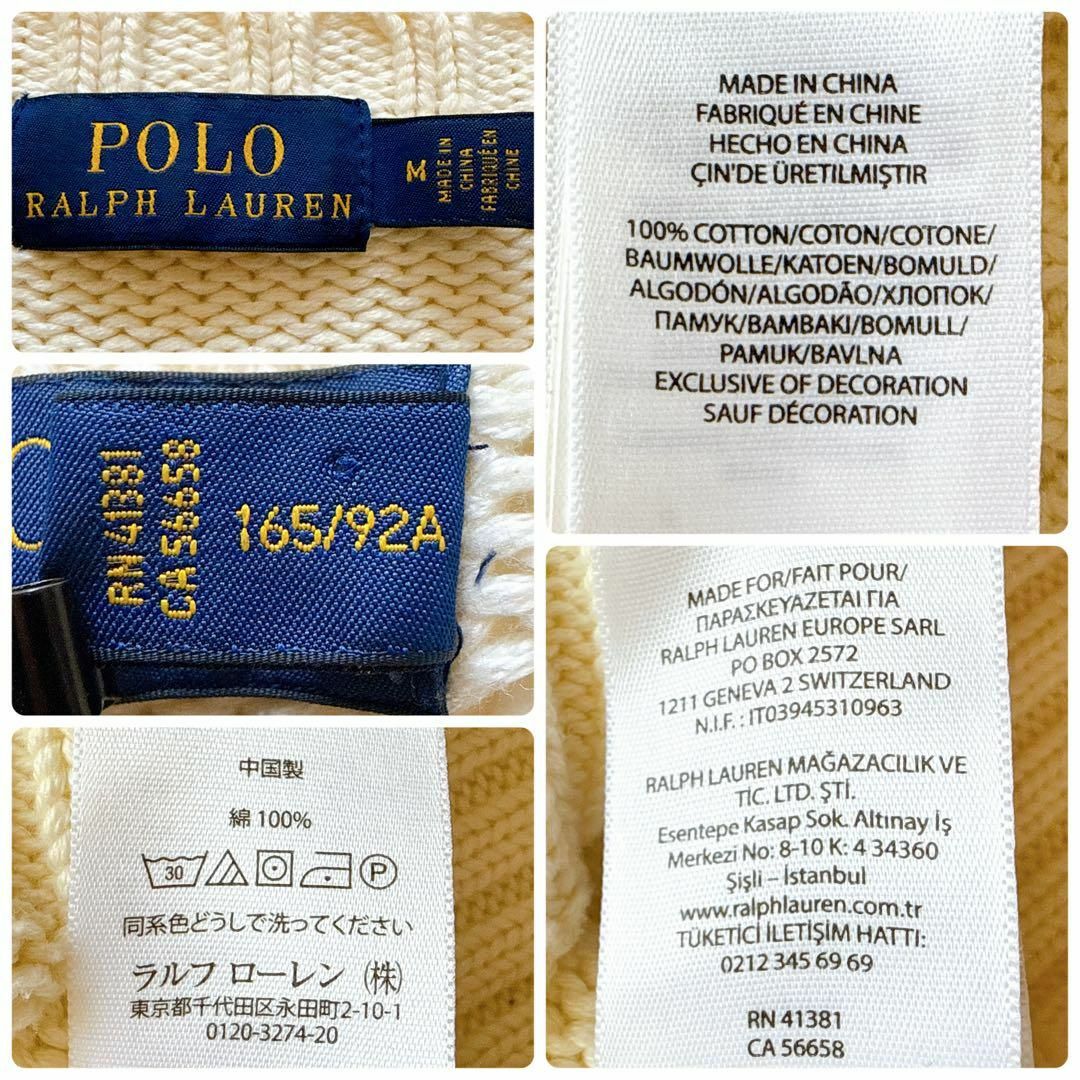 POLO
RALPH LAUREN
M
MADE IN
CHINA
FABRIQUÉ EN
CHINE
MADE IN CHINA
FABRIQUÉ EN CHINE
HECHO EN CHINA
ÇIN'DE ÜRETILMIŞTIR
100% COTTON/COTON/COTONE/
BAUMWOLLE/KATOEN/BOMULD/
ALGODÓN/ALGODÃO/ХЛОПОК/
ПАМУК/BAMBAKI/BOMULL/
PAMUK/BAVLNA
EXCLUSIVE OF DECORATION
SAUF DÉCORATION
RN 41381
CA 56658
165/92A
MADE FOR/FAIT POUR/
ΠΑΡΑΣΚΕΥΑΖΕΤΑΙ ΓΙΑ
RALPH LAUREN EUROPE SARL
PO BOX 2572
1211 GENEVA 2 SWITZERLAND
N.I.F. : IT03945310963
RALPH LAUREN MAĞAZACILIK VE
TİC. LTD. ŞTİ.
Esentepe Kasap Sok. Altınay İş
Merkezi No: 8-10 K: 4 34360
Şişli – İstanbul
www.ralphlauren.com.tr
TÜKETİCİ İLETİŞİM HATTI:
0212 345 69 69
RN 41381
CA 56658
中国製
綿 100%
30 P
同系色どうしで洗ってください
ラルフ ローレン (株)
東京都千代田区永田町2-10-1
0120-3274-20